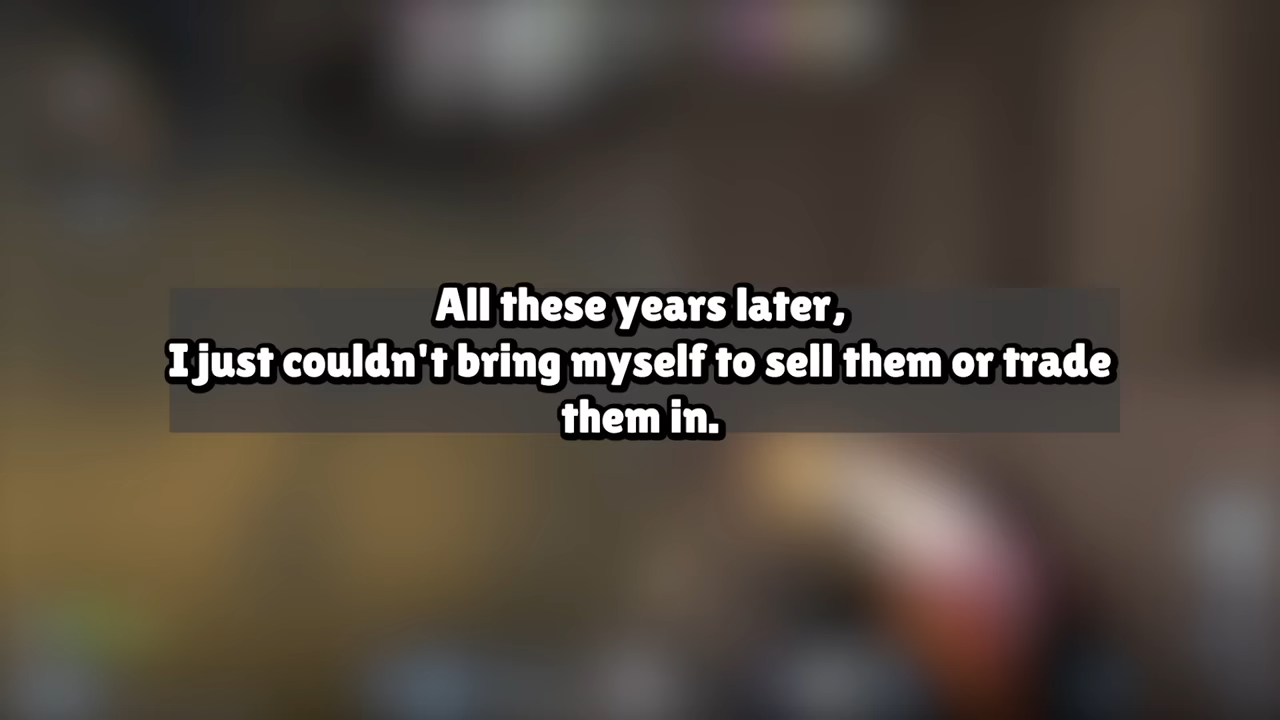 All these years later,
I just couldn't bring myself to sell them or trade
them in.